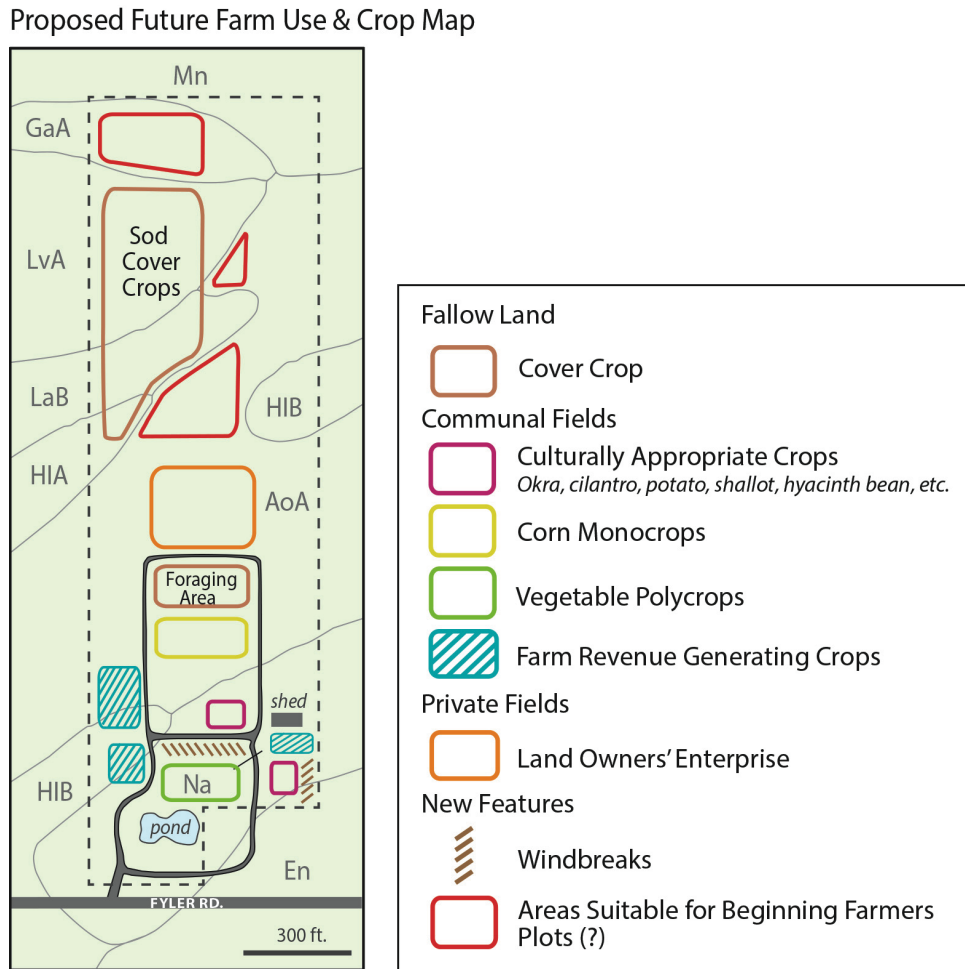 Proposed Future Farm Use & Crop Map
Mn
GaA
LvA
Sod
Cover
Crops
LaB
HIB
HIA
AoA
Foraging
Area
shed
Na
HIB
pond
En
FYLER RD.
300 ft.
Fallow Land
Cover Crop
Communal Fields
Culturally Appropriate Crops
Okra, cilantro, potato, shallot, hyacinth bean, etc.
Corn Monocrops
Vegetable Polycrops
Farm Revenue Generating Crops
Private Fields
Land Owners' Enterprise
New Features
Windbreaks
Areas Suitable for Beginning Farmers
Plots (?)